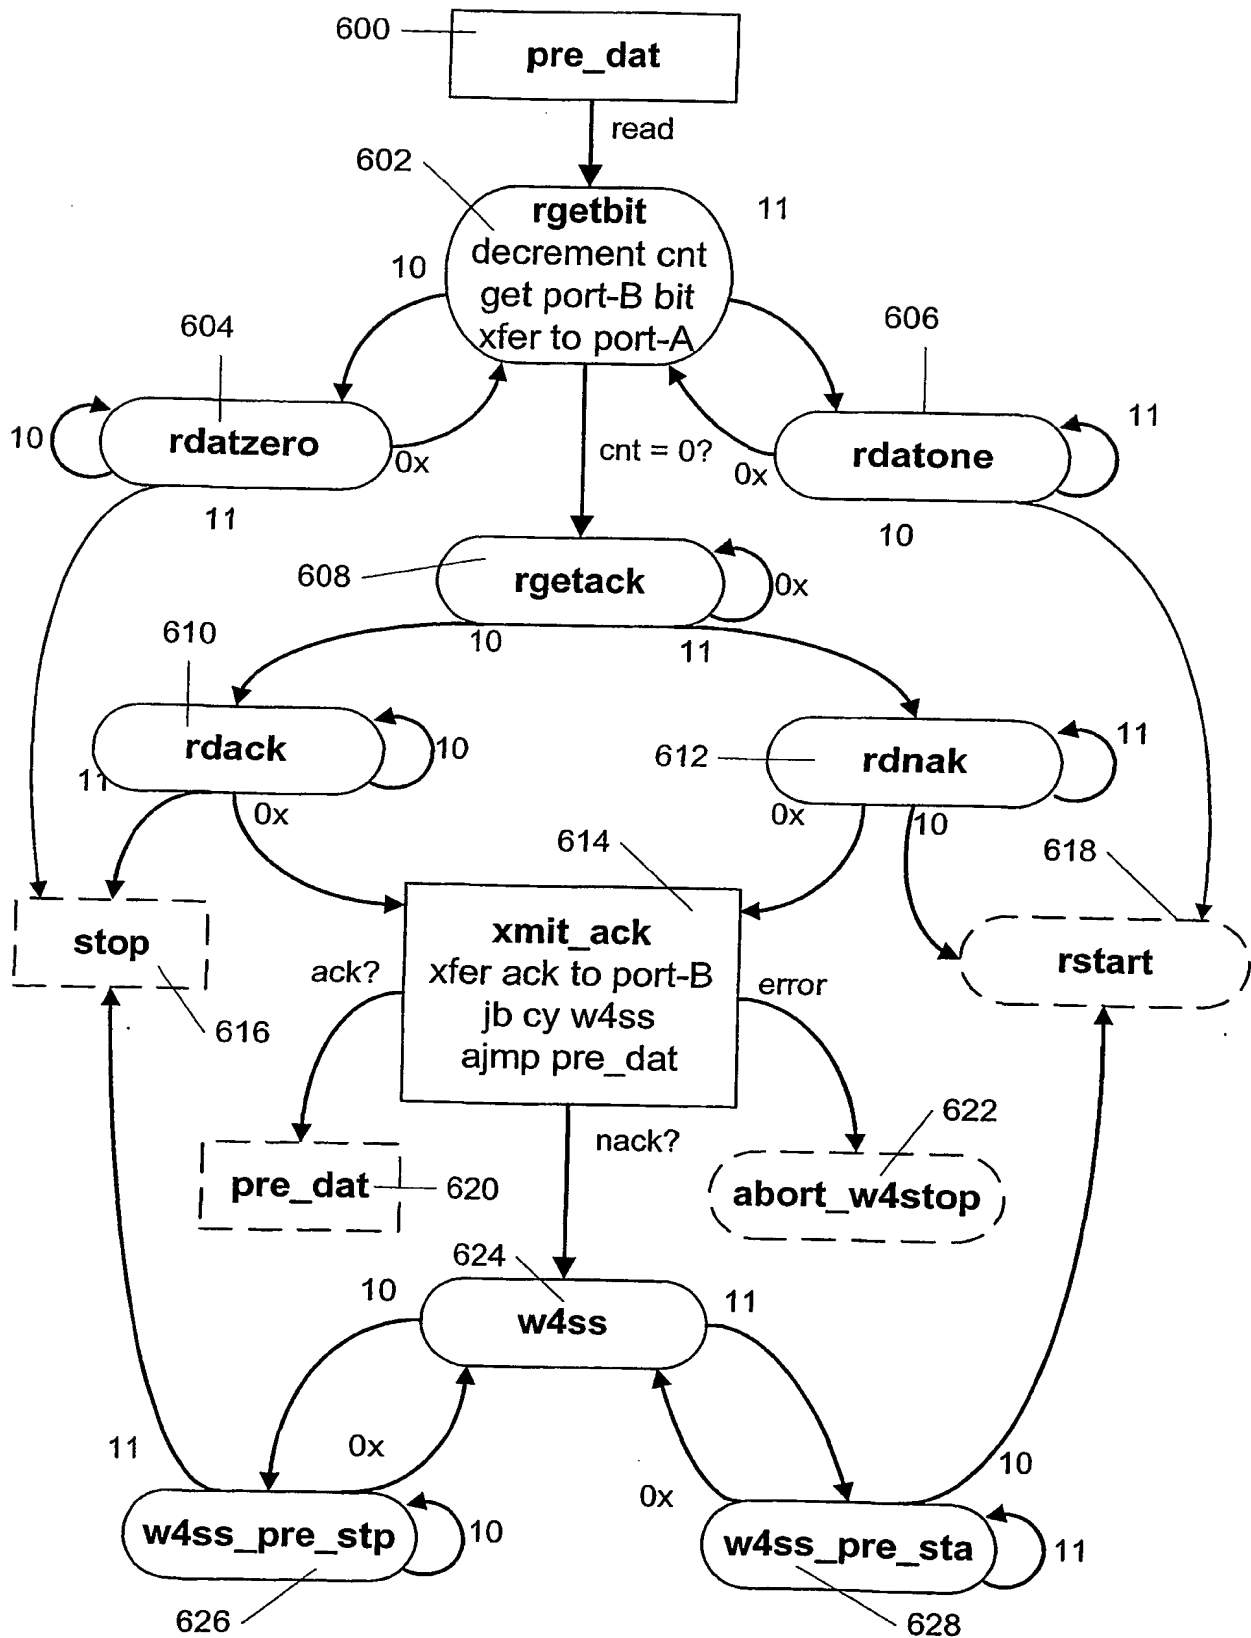 600
pre_dat
read
602
rgetbit
decrement cnt
get port-B bit
xfer to port-A
10
11
604
606
10
rdatzero
0x
cnt = 0?
0x
rdatone
11
11
10
608
rgetack
0x
10
11
610
rdack
10
11
0x
612
rdnak
11
0x
10
614
618
stop
616
xmit_ack
xfer ack to port-B
jb cy w4ss
ajmp pre_dat
rstart
ack?
error
nack?
622
pre_dat
620
abort_w4stop
624
w4ss
10
11
11
0x
0x
10
w4ss_pre_stp
10
w4ss_pre_sta
11
626
628